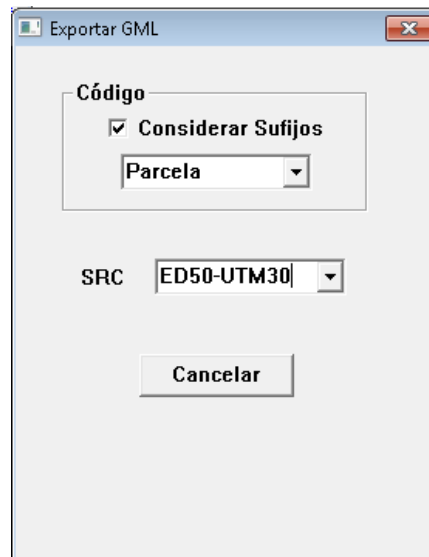 Exportar GML
Código
Considerar Sufijos
Parcela
SRC ED50-UTM30
Cancelar